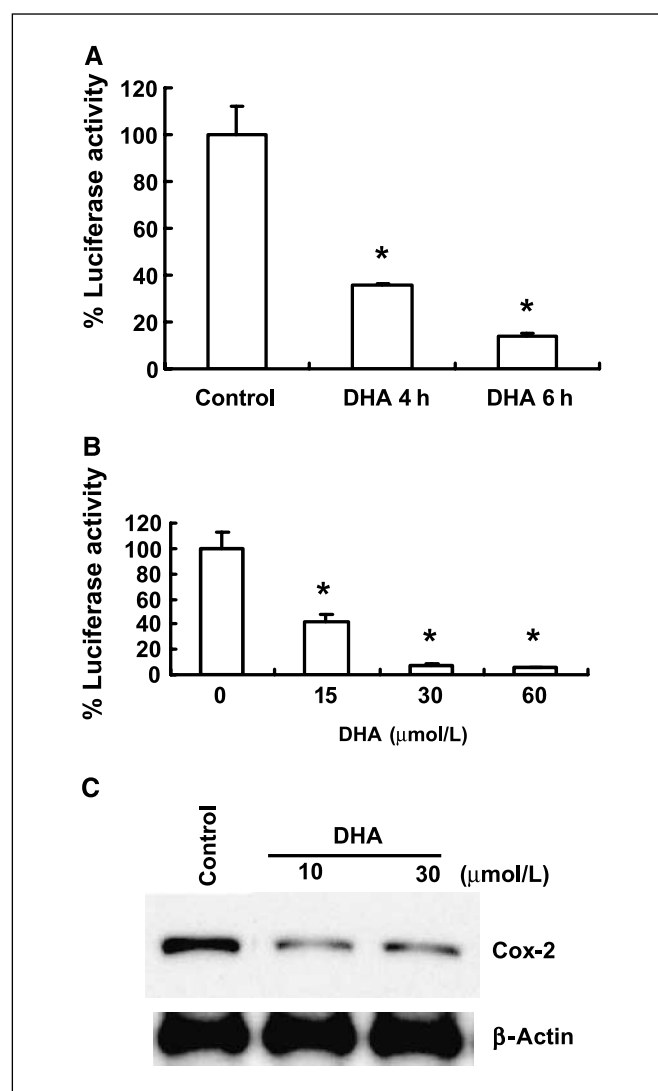 A
% Luciferase activity
120
100
80
60
40
20
0
*
*
Control DHA 4 h DHA 6 h
B
% Luciferase activity
120
100
80
60
40
20
0
*
*
*
0 15 30 60
DHA (μmol/L)
C
Control
DHA
10 30 (μmol/L)
Cox-2
β-Actin